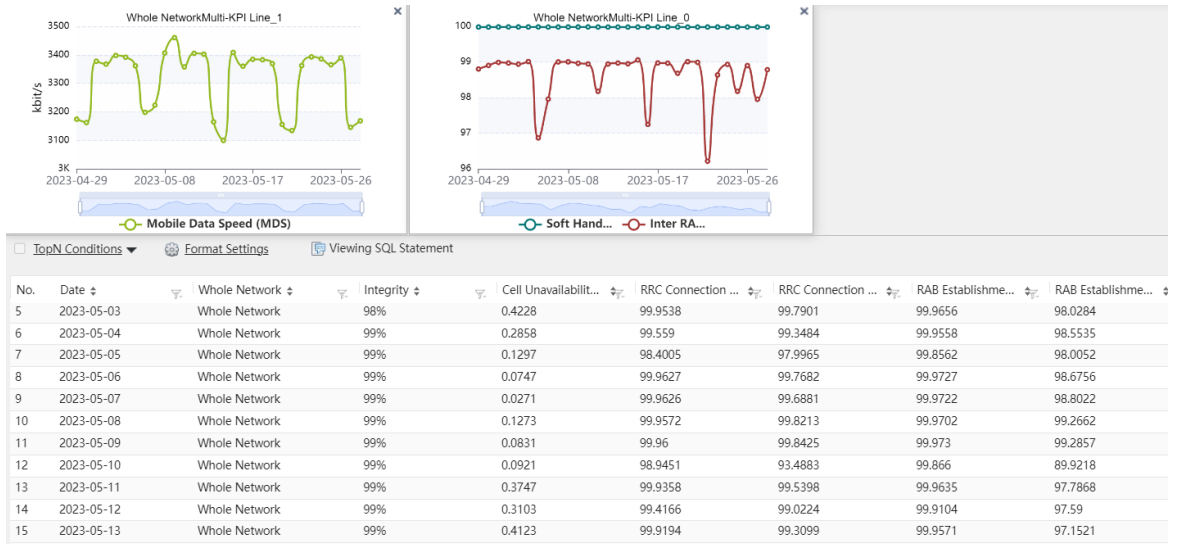 Whole NetworkMulti-KPI Line_1
3500
3400
3300
3200
3100
3K
kbit/s
2023-04-29 2023-05-08 2023-05-17 2023-05-26
Mobile Data Speed (MDS)
Whole NetworkMulti-KPI Line_0
100
99
98
97
96
2023-04-29 2023-05-08 2023-05-17 2023-05-26
Soft Hand... Inter RA...
TopN Conditions Format Settings Viewing SQL Statement
No. Date Whole Network Integrity Cell Unavailabilit... RRC Connection ... RRC Connection ... RAB Establishme... RAB Establishme...
5 2023-05-03 Whole Network 98% 0.4228 99.9538 99.7901 99.9656 98.0284
6 2023-05-04 Whole Network 99% 0.2858 99.559 99.3484 99.9558 98.5535
7 2023-05-05 Whole Network 99% 0.1297 98.4005 97.9965 99.8562 98.0052
8 2023-05-06 Whole Network 99% 0.0747 99.9627 99.7682 99.9727 98.6756
9 2023-05-07 Whole Network 99% 0.0271 99.9626 99.6881 99.9722 98.8022
10 2023-05-08 Whole Network 99% 0.1273 99.9572 99.8213 99.9702 99.2662
11 2023-05-09 Whole Network 99% 0.0831 99.96 99.8425 99.973 99.2857
12 2023-05-10 Whole Network 99% 0.0921 98.9451 93.4883 99.866 89.9218
13 2023-05-11 Whole Network 99% 0.3747 99.9358 99.5398 99.9635 97.7868
14 2023-05-12 Whole Network 99% 0.3103 99.4166 99.0224 99.9104 97.59
15 2023-05-13 Whole Network 99% 0.4123 99.9194 99.3099 99.9571 97.1521